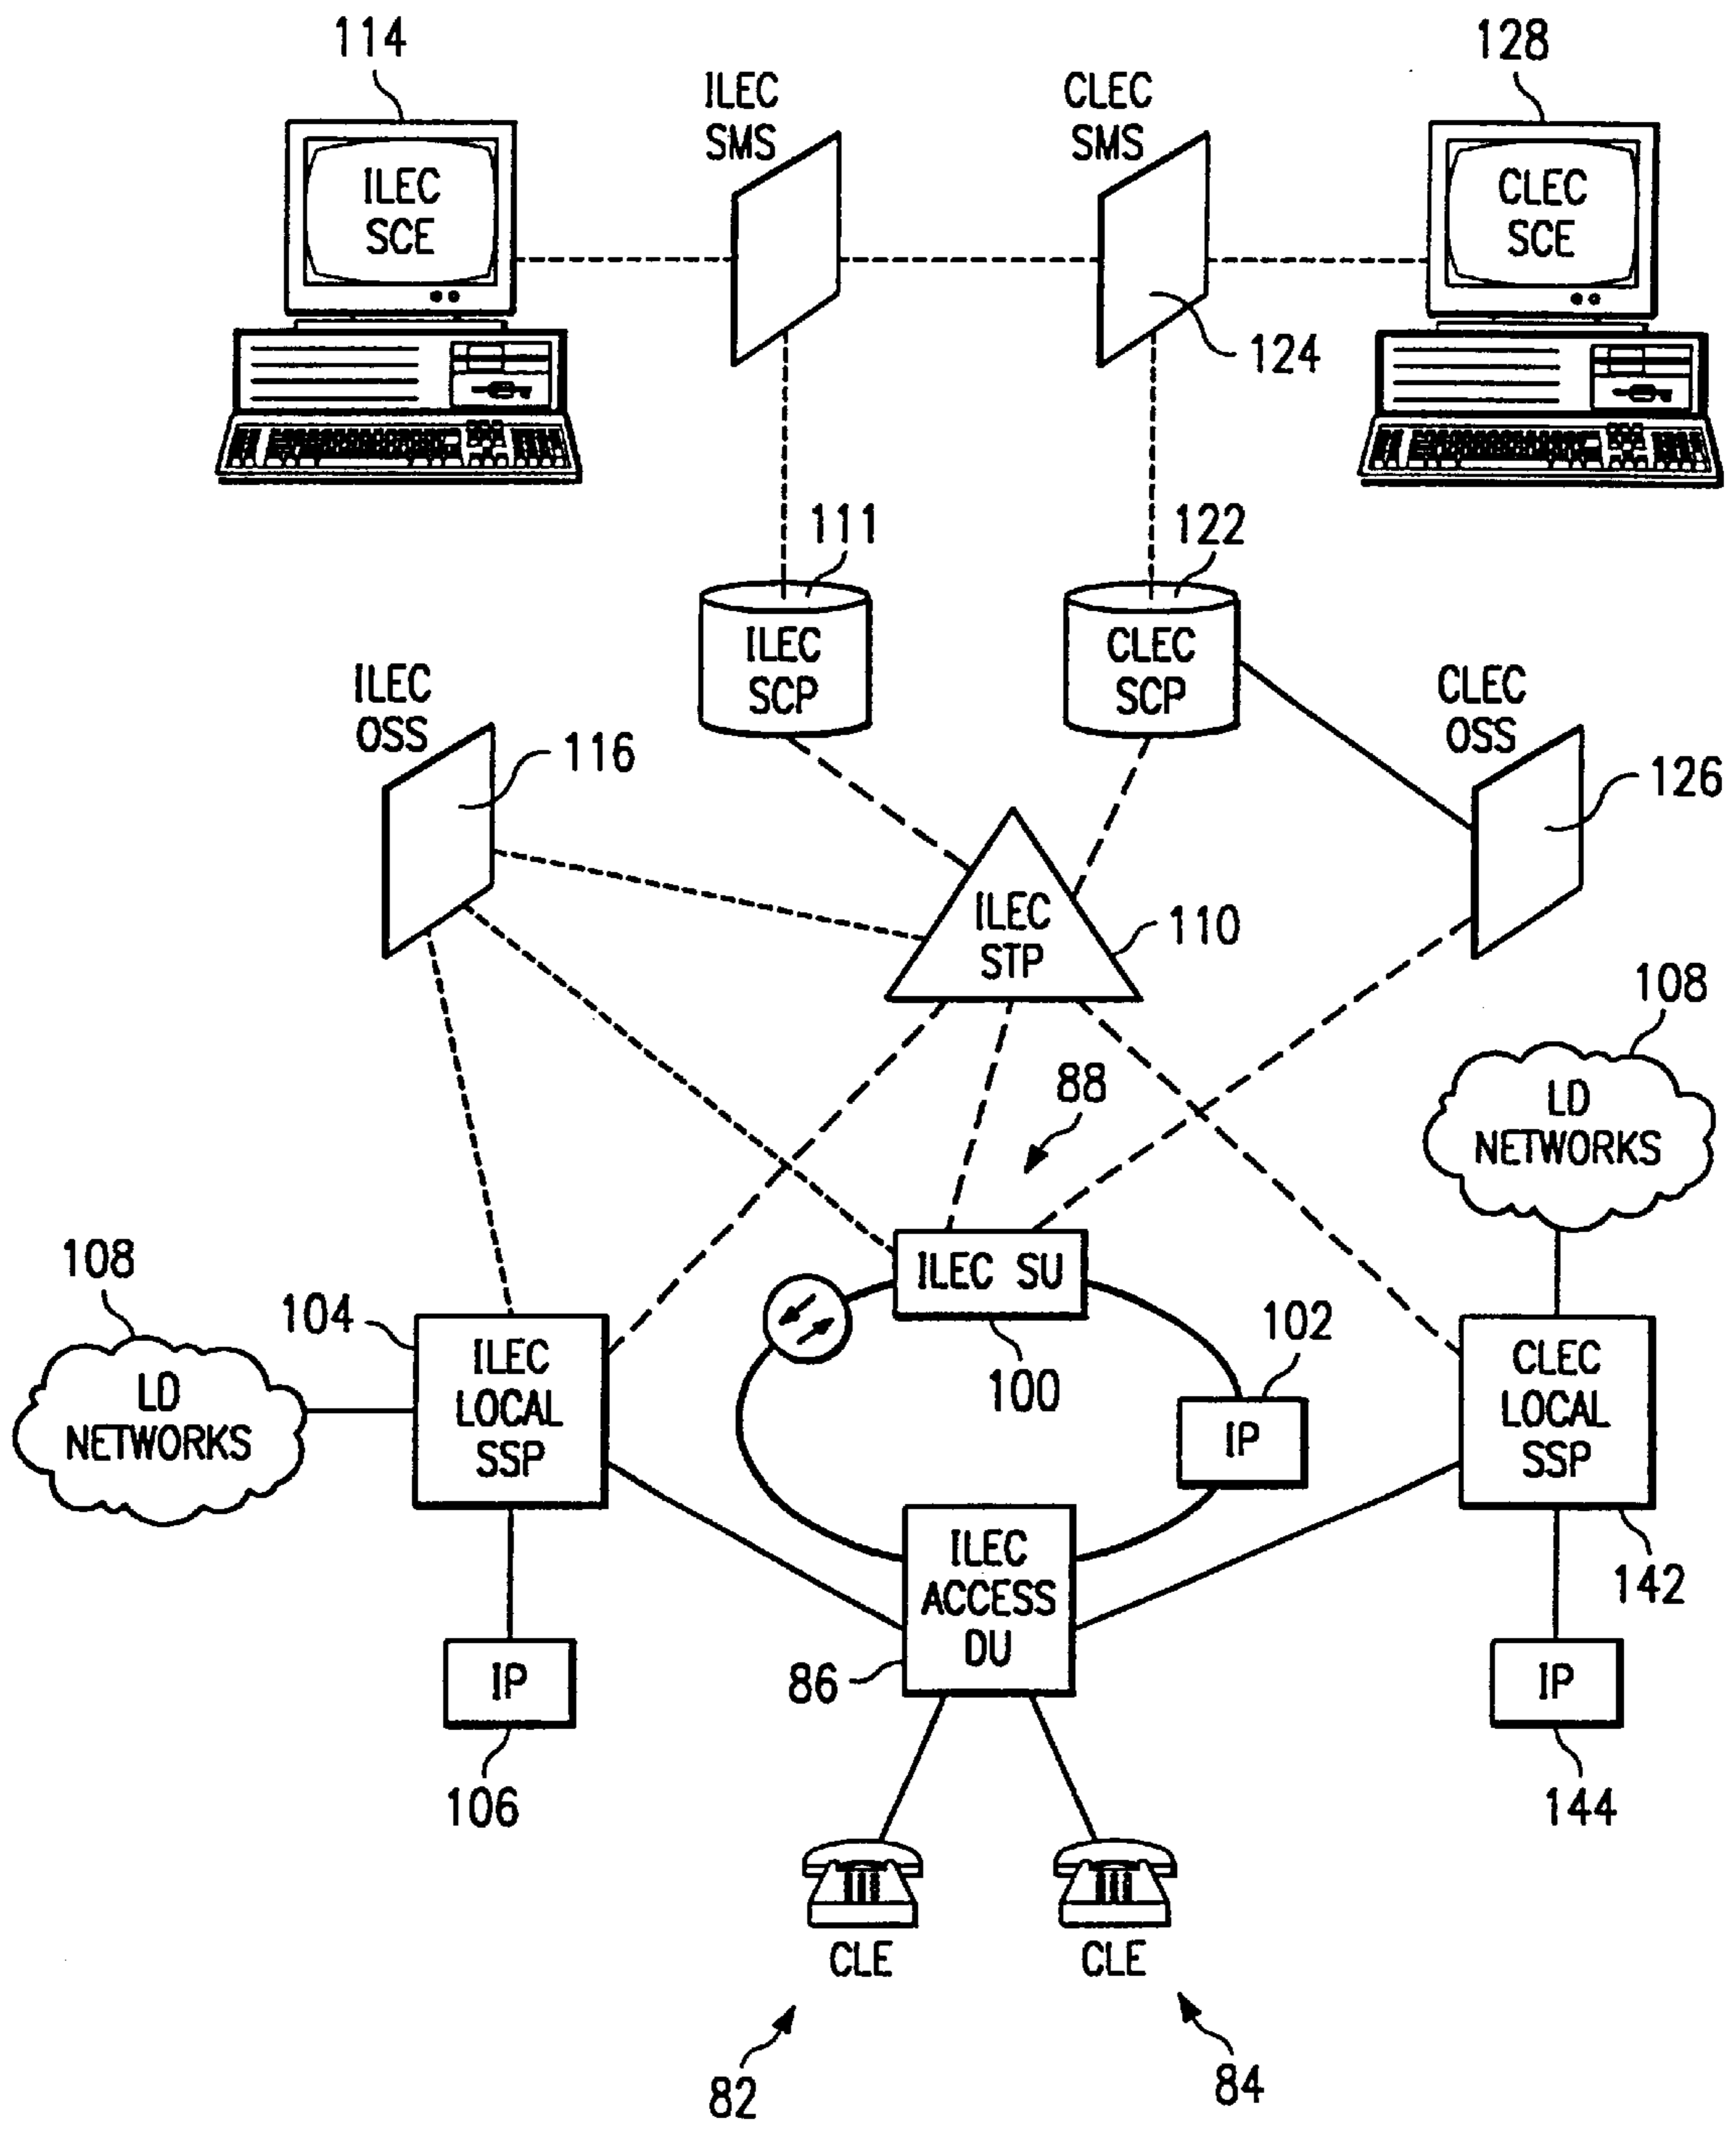 114
128
ILEC
SMS
CLEC
SMS
ILEC
SCE
CLEC
SCE
124
111
122
ILEC
SCP
CLEC
SCP
ILEC
OSS
CLEC
OSS
116
126
ILEC
STP
110
108
LD
NETWORKS
88
108
104
ILEC SU
102
100
LD
NETWORKS
ILEC
LOCAL
SSP
IP
CLEC
LOCAL
SSP
ILEC
ACCESS
DU
142
86
IP
IP
106
144
CLE
CLE
82
84